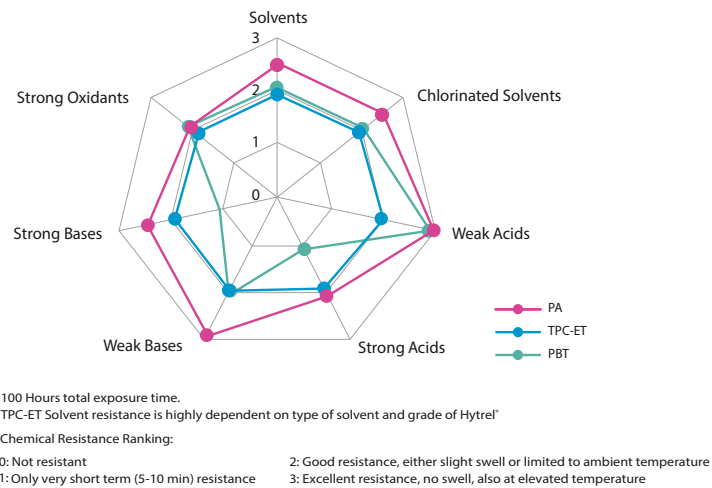 Solvents
3
Strong Oxidants
2
Chlorinated Solvents
1
0
Strong Bases
Weak Acids
PA
TPC-ET
PBT
Weak Bases
Strong Acids
100 Hours total exposure time.
TPC-ET Solvent resistance is highly dependent on type of solvent and grade of Hytrel®
Chemical Resistance Ranking:
0: Not resistant
2: Good resistance, either slight swell or limited to ambient temperature
1: Only very short term (5-10 min) resistance
3: Excellent resistance, no swell, also at elevated temperature